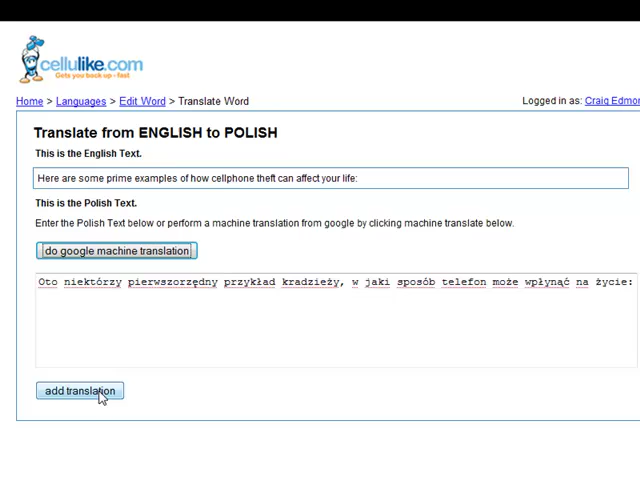 cellulike.com
Gets you back up - fast
Home > Languages > Edit Word > Translate Word
Logged in as: Craig Edmo
Translate from ENGLISH to POLISH
This is the English Text.
Here are some prime examples of how cellphone theft can affect your life:
This is the Polish Text.
Enter the Polish Text below or perform a machine translation from google by clicking machine translate below.
do google machine translation
Oto niektórzy pierwszorzędny przykład kradzieży, w jaki sposób telefon może wpłynąć na życie:
add translation